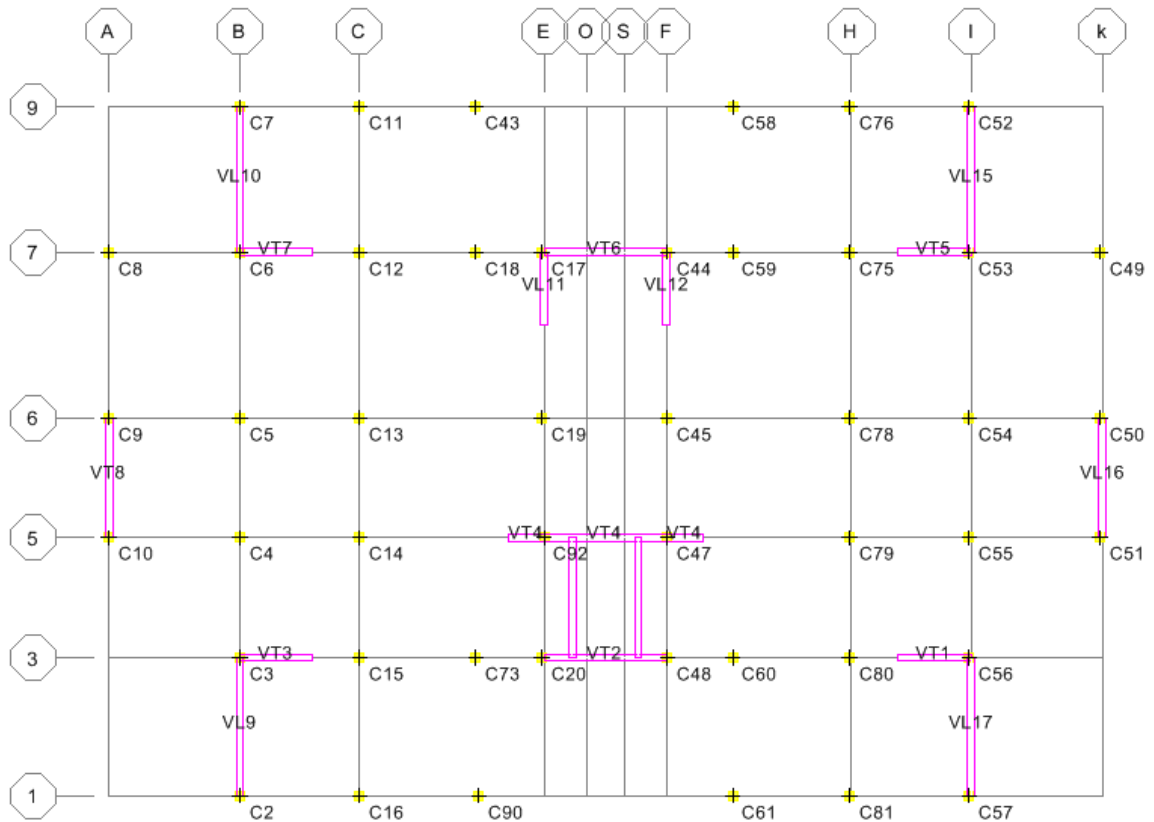 A B C E O S F H I k
9
C7 C11 C43 C58 C76 C52
VL10 VL15
7 VT7 VT6 VT5
C8 C6 C12 C18 C17 C44 C59 C75 C53 C49
VL11 VL12
6
C9 C5 C13 C19 C45 C78 C54 C50
VT8 VL16
5 VT4 VT4 VT4
C10 C4 C14 C92 C47 C79 C55 C51
3 VT3 VT2 VT1
C3 C15 C73 C20 C48 C60 C80 C56
VL9 VL17
1
C2 C16 C90 C61 C81 C57